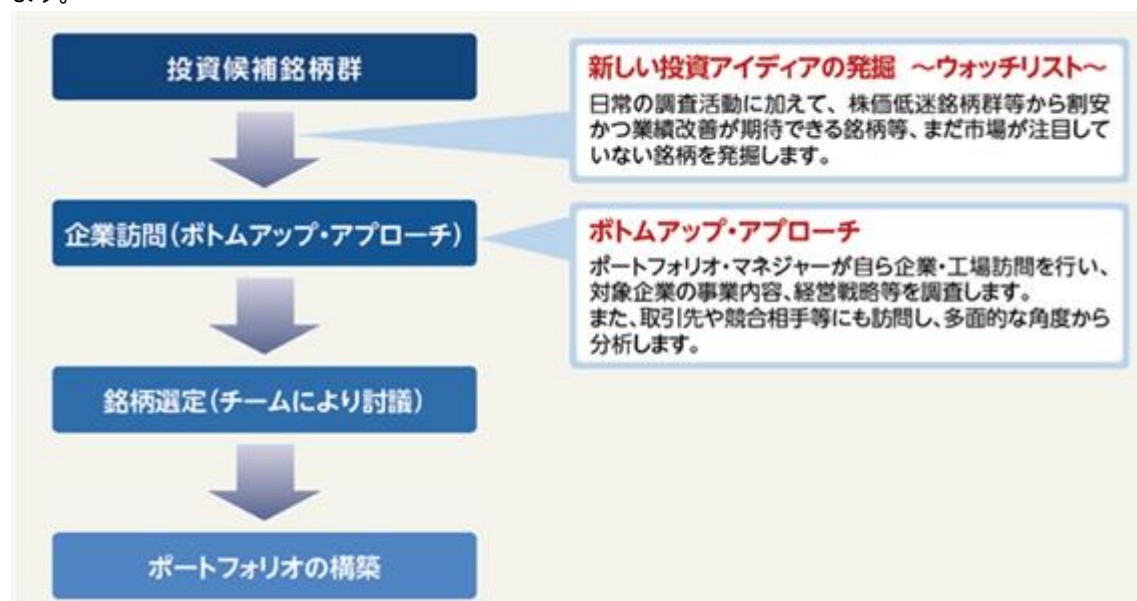 ます。
投資候補銘柄群
新しい投資アイディアの発掘 ～ウォッチリスト～
日常の調査活動に加えて、株価低迷銘柄群等から割安
かつ業績改善が期待できる銘柄等、まだ市場が注目して
いない銘柄を発掘します。
企業訪問(ボトムアップ・アプローチ)
ボトムアップ・アプローチ
ポートフォリオ・マネジャーが自ら企業・工場訪問を行い、
対象企業の事業内容、経営戦略等を調査します。
また、取引先や競合相手等にも訪問し、多面的な角度から
分析します。
銘柄選定(チームにより討議)
ポートフォリオの構築